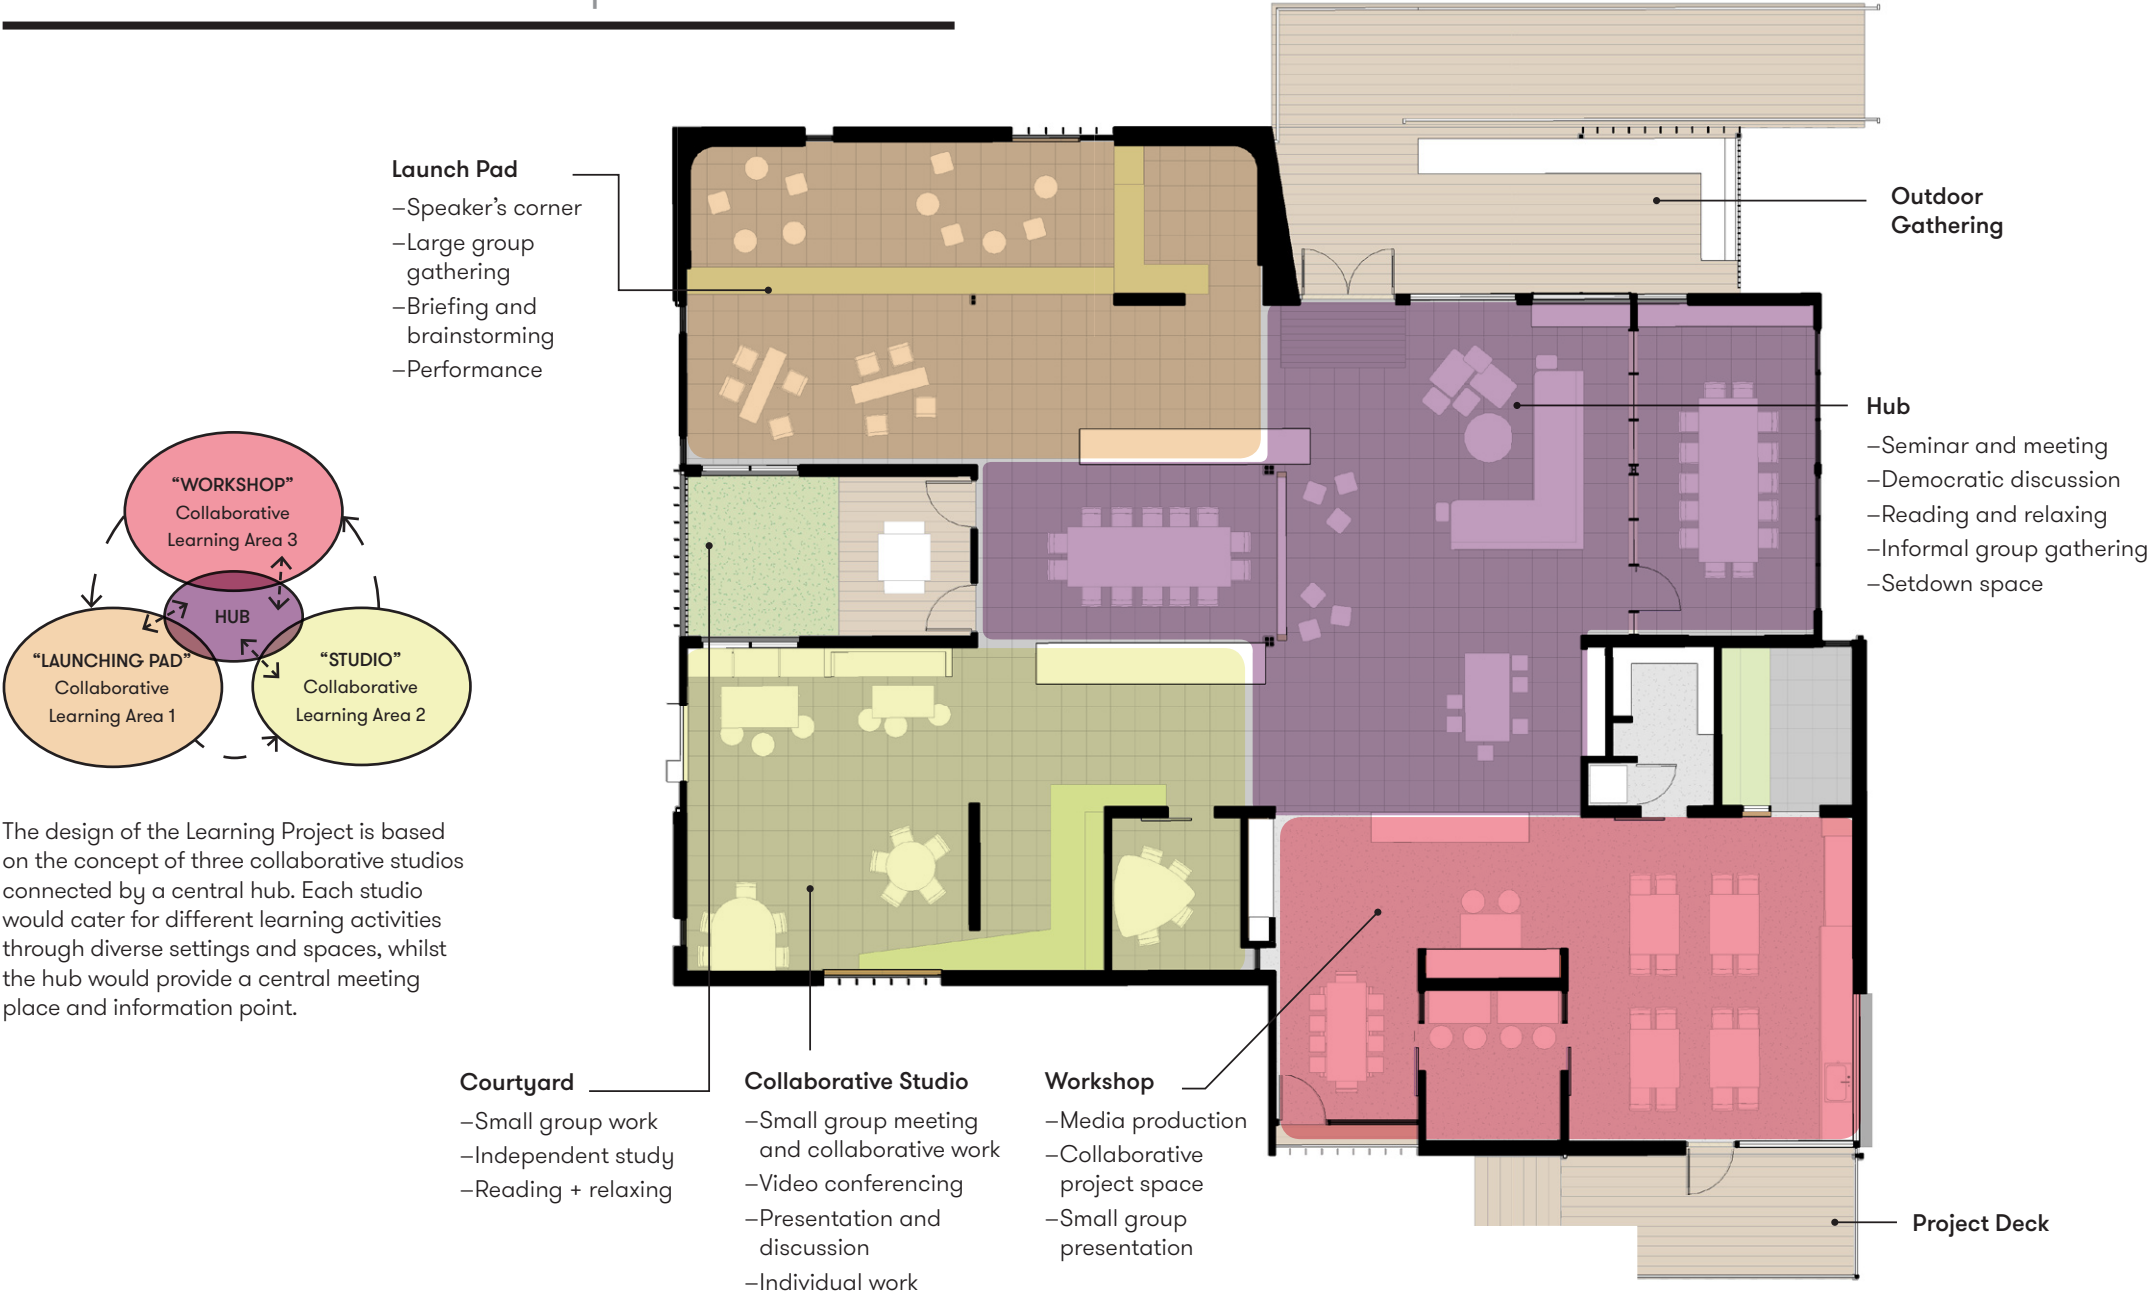 Launch Pad
–Speaker's corner
–Large group
gathering
–Briefing and
brainstorming
–Performance
Outdoor
Gathering
Hub
–Seminar and meeting
–Democratic discussion
–Reading and relaxing
–Informal group gathering
–Setdown space
“WORKSHOP”
Collaborative
Learning Area 3
HUB
“LAUNCHING PAD”
Collaborative
Learning Area 1
“STUDIO”
Collaborative
Learning Area 2
The design of the Learning Project is based
on the concept of three collaborative studios
connected by a central hub. Each studio
would cater for different learning activities
through diverse settings and spaces, whilst
the hub would provide a central meeting
place and information point.
Courtyard
–Small group work
–Independent study
–Reading + relaxing
Collaborative Studio
–Small group meeting
and collaborative work
–Video conferencing
–Presentation and
discussion
–Individual work
Workshop
–Media production
–Collaborative
project space
–Small group
presentation
Project Deck